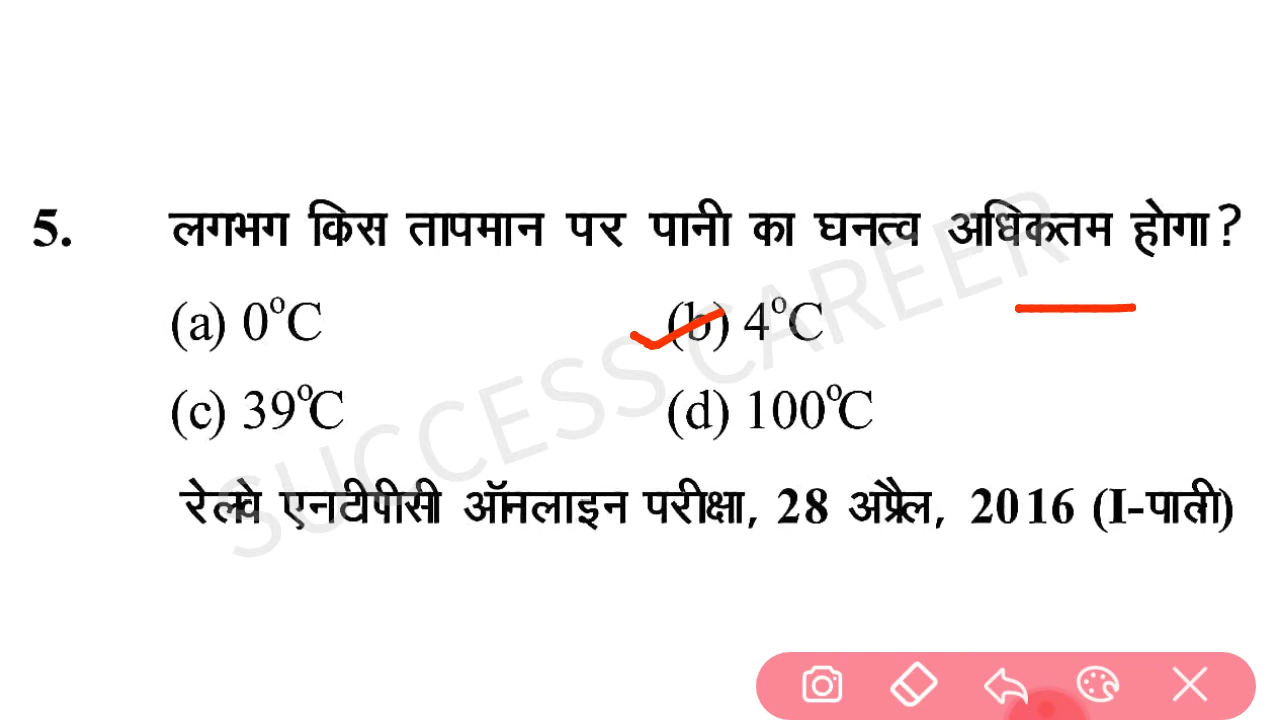 5. लगभग किस तापमान पर पानी का घनत्व अधिकतम होगा?
(a) 0°C (b) 4°C
(c) 39°C (d) 100°C
रेलवे एनटीपीसी ऑनलाइन परीक्षा, 28 अप्रैल, 2016 (I-पाली)
SUCCESS CAREER